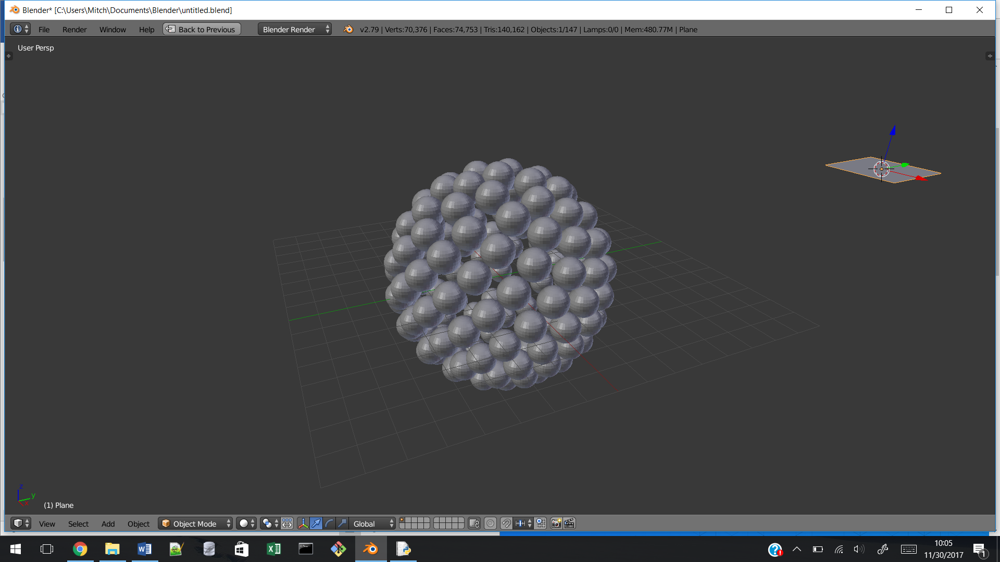 Blender* [C:\Users\Mitch\Documents\Blender\untitled.blend]
File Render Window Help Back to Previous Blender Render v2.79 | Verts:70,376 | Faces:74,753 | Tris:140,162 | Objects:1/147 | Lamps:0/0 | Mem:480.77M | Plane
User Persp
z
y
x
(1) Plane
View Select Add Object Object Mode Global
10:05
11/30/2017
1